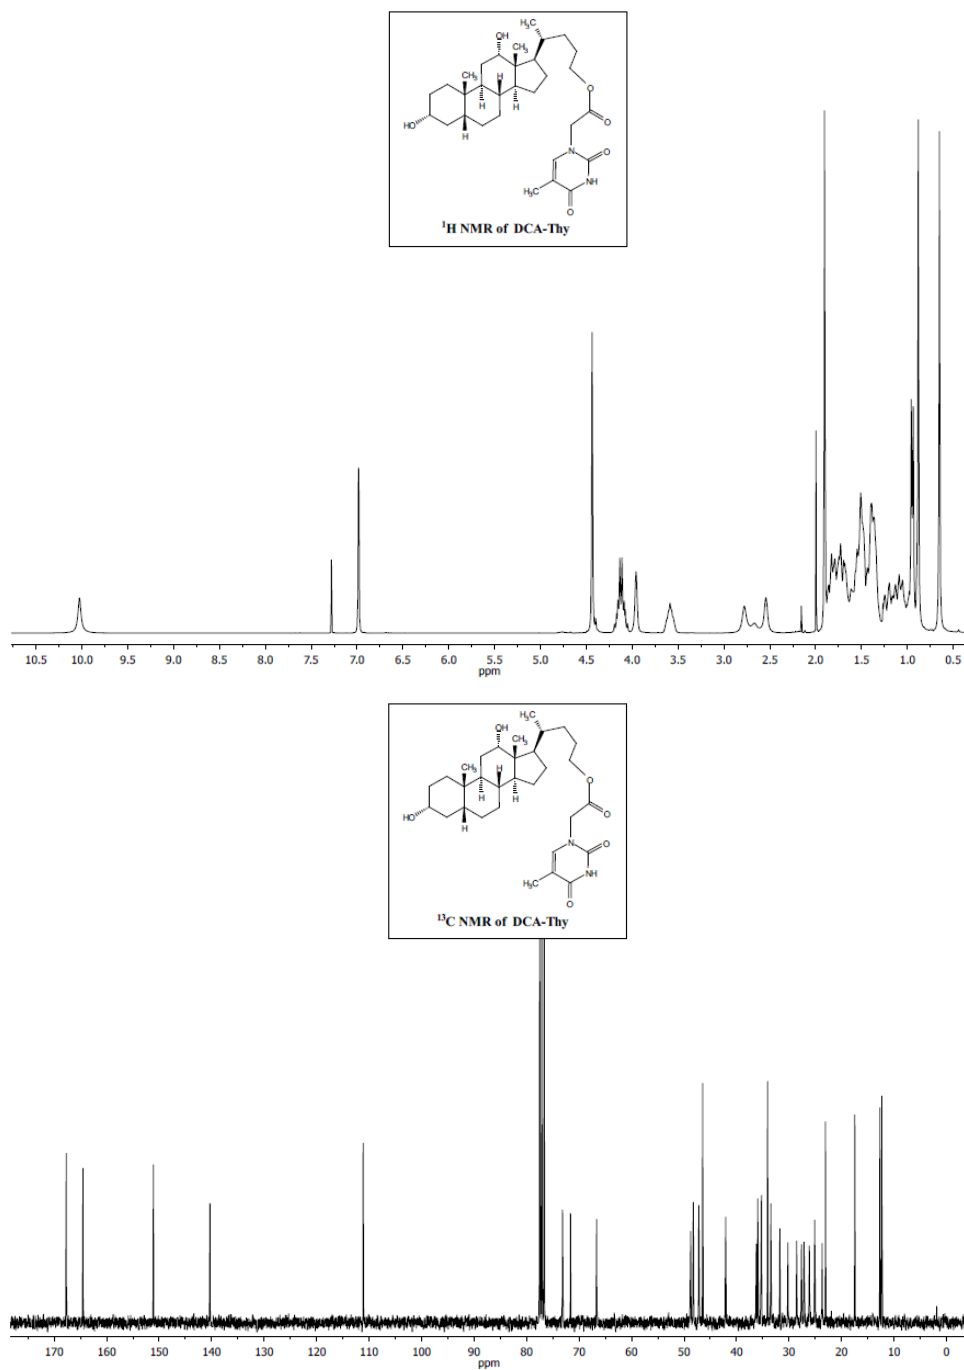 H₃C
OH
CH₃
CH₃
H
H
H
O
O
HO
H
N
O
NH
H₃C
O
¹H NMR of DCA-Thy
10.5 10.0 9.5 9.0 8.5 8.0 7.5 7.0 6.5 6.0 5.5 5.0 4.5 4.0 3.5 3.0 2.5 2.0 1.5 1.0 0.5
ppm
H₃C
OH
CH₃
CH₃
H
O
H
H
O
HO
H
N
O
NH
H₃C
O
¹³C NMR of DCA-Thy
170 160 150 140 130 120 110 100 90 80 70 60 50 40 30 20 10 0
ppm